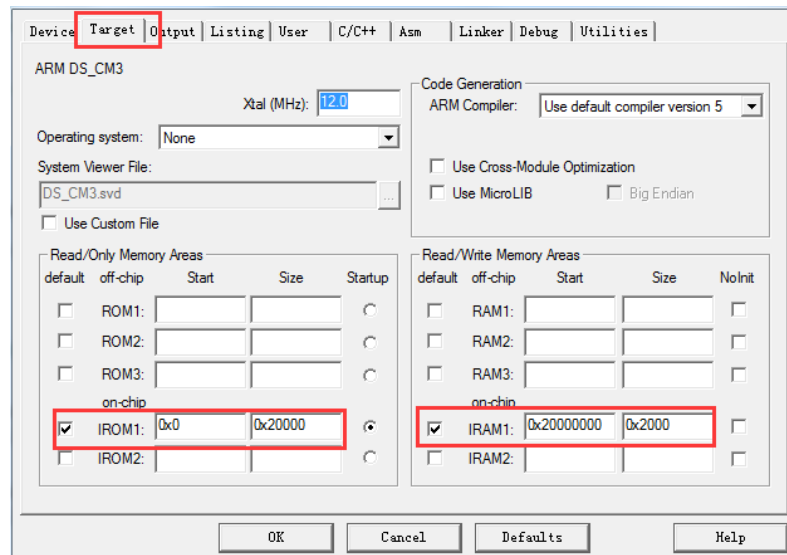 Device Target Output Listing User C/C++ Asm Linker Debug Utilities
ARM DS_CM3
Xtal (MHz): 12.0
Operating system: None
System Viewer File:
DS_CM3.svd ...
Use Custom File
Code Generation
ARM Compiler: Use default compiler version 5
Use Cross-Module Optimization
Use MicroLIB Big Endian
Read/Only Memory Areas
default off-chip Start Size Startup
ROM1:
ROM2:
ROM3:
on-chip
IROM1: 0x0 0x20000
IROM2:
Read/Write Memory Areas
default off-chip Start Size NoInit
RAM1:
RAM2:
RAM3:
on-chip
IRAM1: 0x20000000 0x2000
IRAM2:
OK Cancel Defaults Help